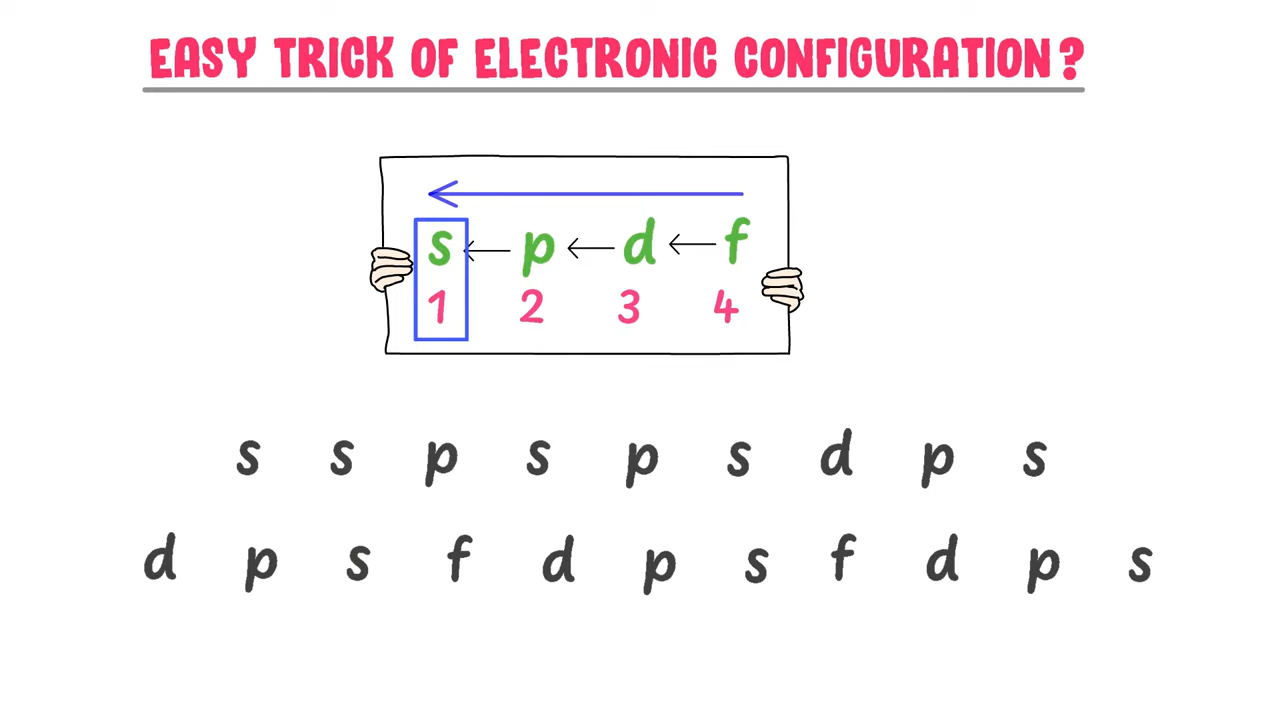 EASY TRICK OF ELECTRONIC CONFIGURATION?
s p d f
1 2 3 4
s s p s p s d p s
d p s f d p s f d p s